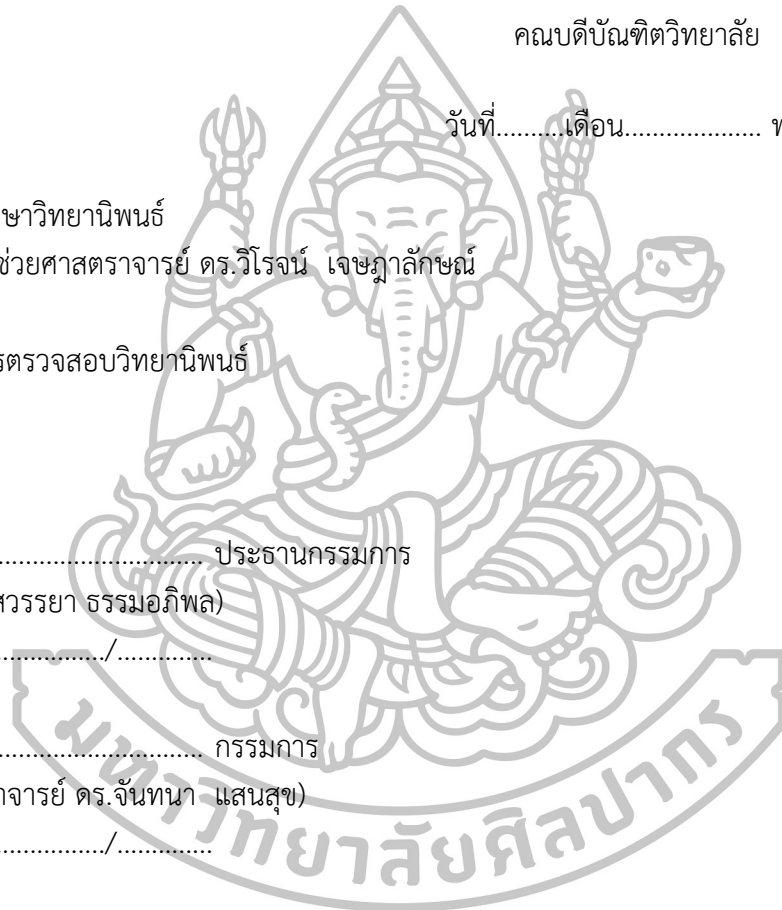 คณบดีบัณฑิตวิทยาลัย
วันที่..........เดือน.................... พ
ษาวิทยานิพนธ์
ช่วยศาสตราจารย์ ดร.วิโรจน์ เจษฎาลักษณ์
รตรวจสอบวิทยานิพนธ์
.............................. ประธานกรรมการ
สวรรยา ธรรมอภิพล)
................/..............
.............................. กรรมการ
าจารย์ ดร.จันทนา แสนสุข)
................/..............
มหาวิทยาลัยศิลปากร